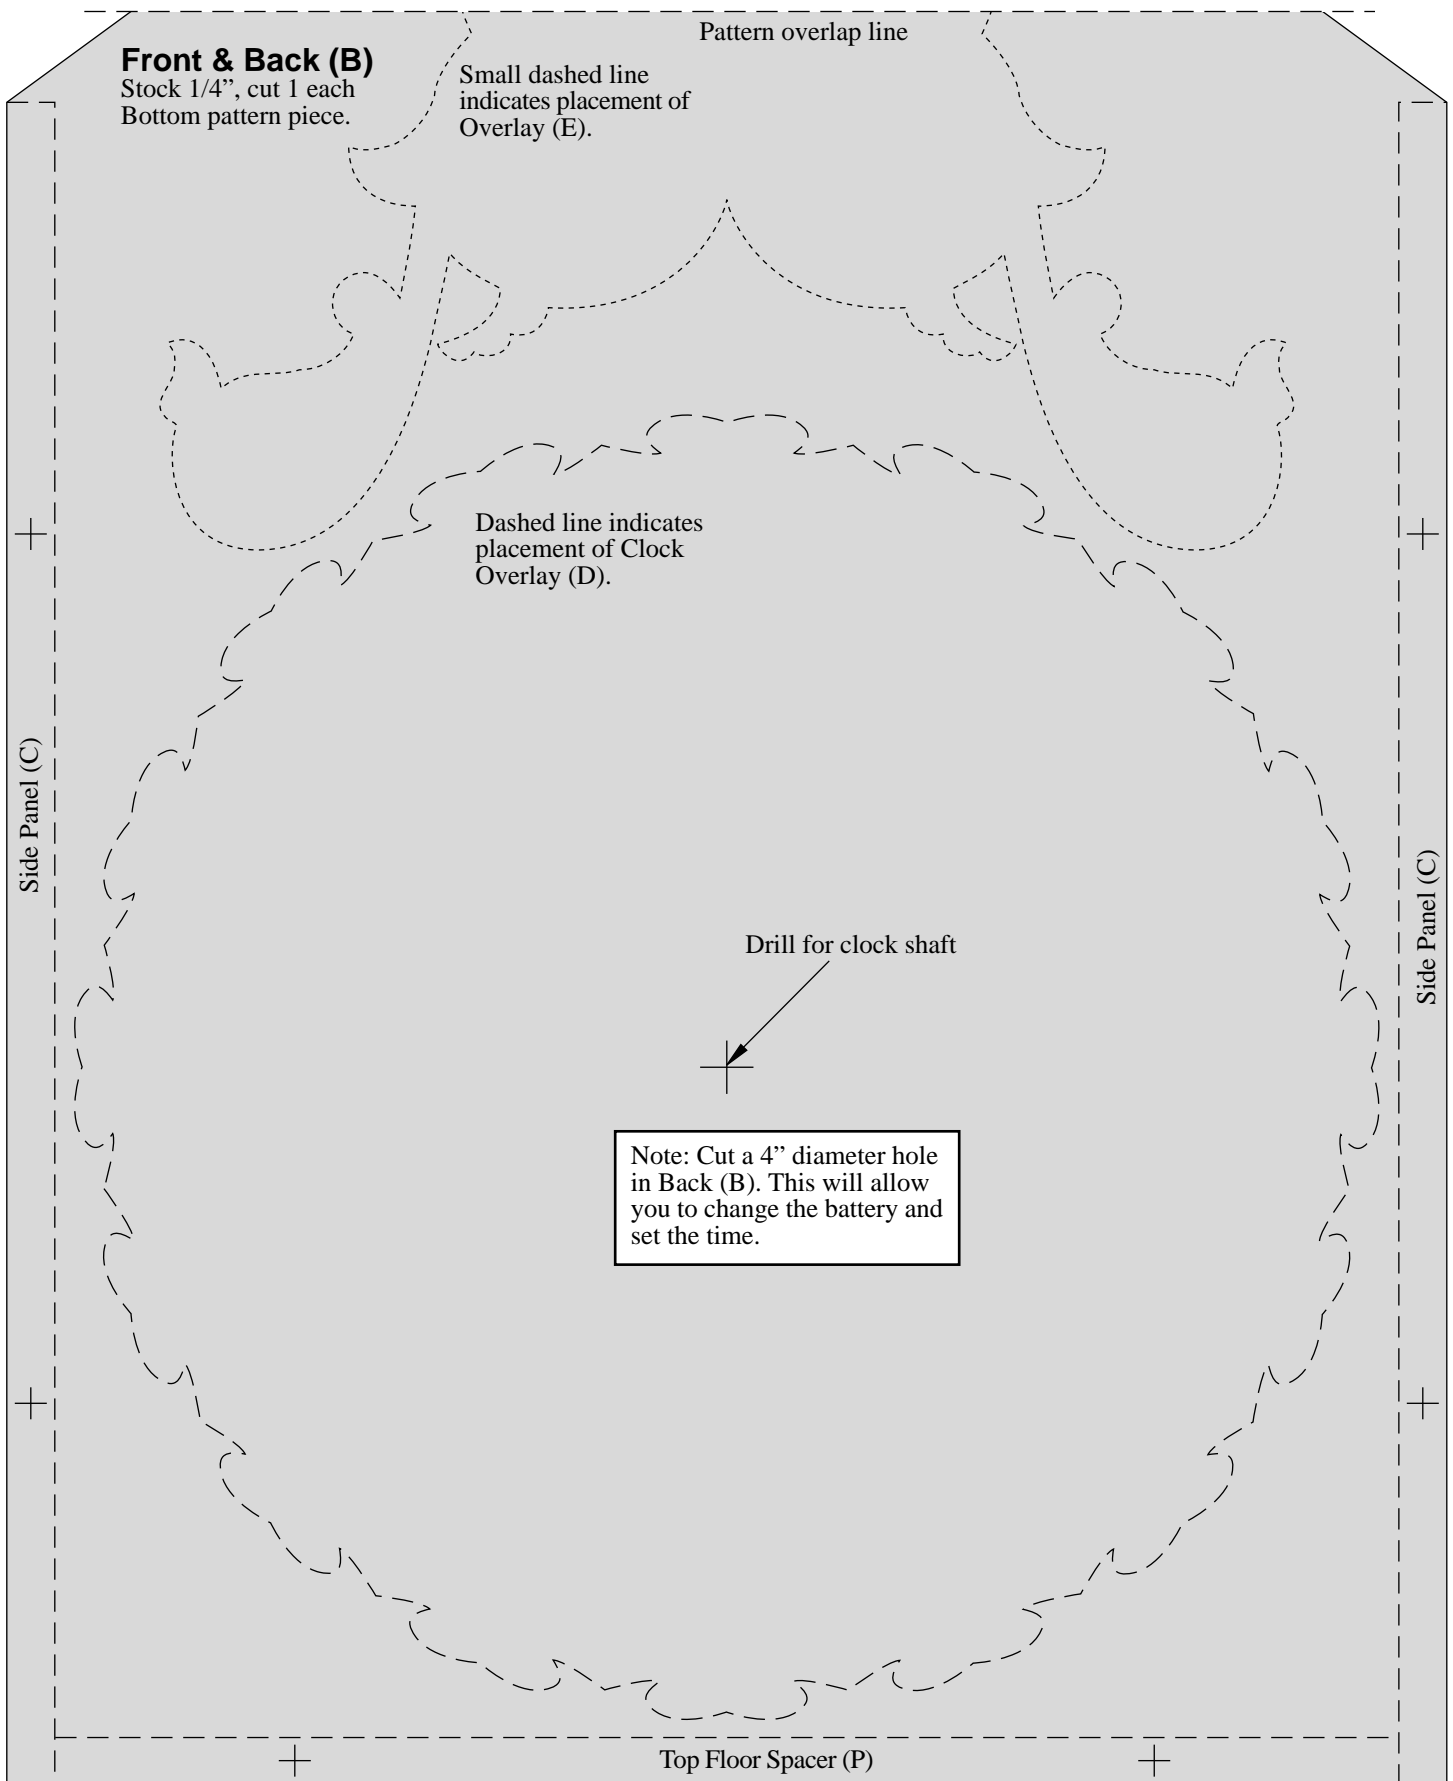 Pattern overlap line
Front & Back (B)
Stock 1/4”, cut 1 each
Bottom pattern piece.
Small dashed line
indicates placement of
Overlay (E).
Dashed line indicates
placement of Clock
Overlay (D).
Side Panel (C)
Side Panel (C)
Drill for clock shaft
Note: Cut a 4” diameter hole
in Back (B). This will allow
you to change the battery and
set the time.
Top Floor Spacer (P)